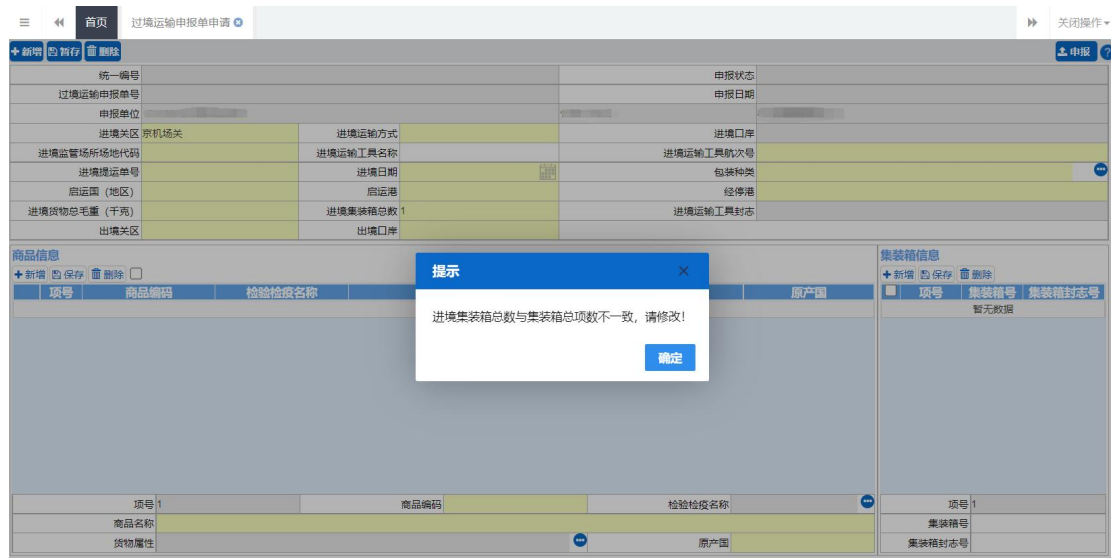 首页 过境运输申报单申请 关闭操作
新增 暂存 删除 申报 ?
统一编号 申报状态
过境运输申报单号 申报日期
申报单位
进境关区 京机场关 进境运输方式 进境口岸
进境监管场所场地代码 进境运输工具名称 进境运输工具航次号
进境提运单号 进境日期 包装种类
启运国（地区） 启运港 经停港
进境货物总毛重（千克） 进境集装箱总数 1 进境运输工具封志
出境关区 出境口岸
商品信息 集装箱信息
新增 保存 删除 新增 保存 删除
项号 商品编码 检验检疫名称 原产国 项号 集装箱号 集装箱封志号
暂无数据
提示
进境集装箱总数与集装箱总项数不一致，请修改！
确定
项号 1 商品编码 检验检疫名称 项号 1
商品名称 集装箱号
货物属性 原产国 集装箱封志号